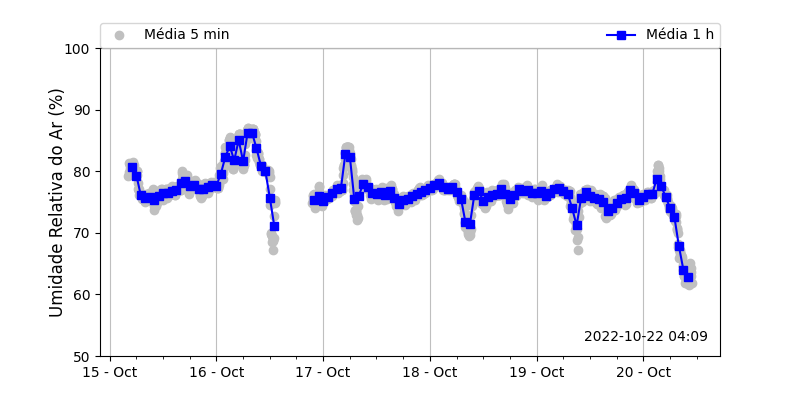 Média 5 min
Média 1 h
Umidade Relativa do Ar (%)
100
90
80
70
60
50
2022-10-22 04:09
15 - Oct
16 - Oct
17 - Oct
18 - Oct
19 - Oct
20 - Oct